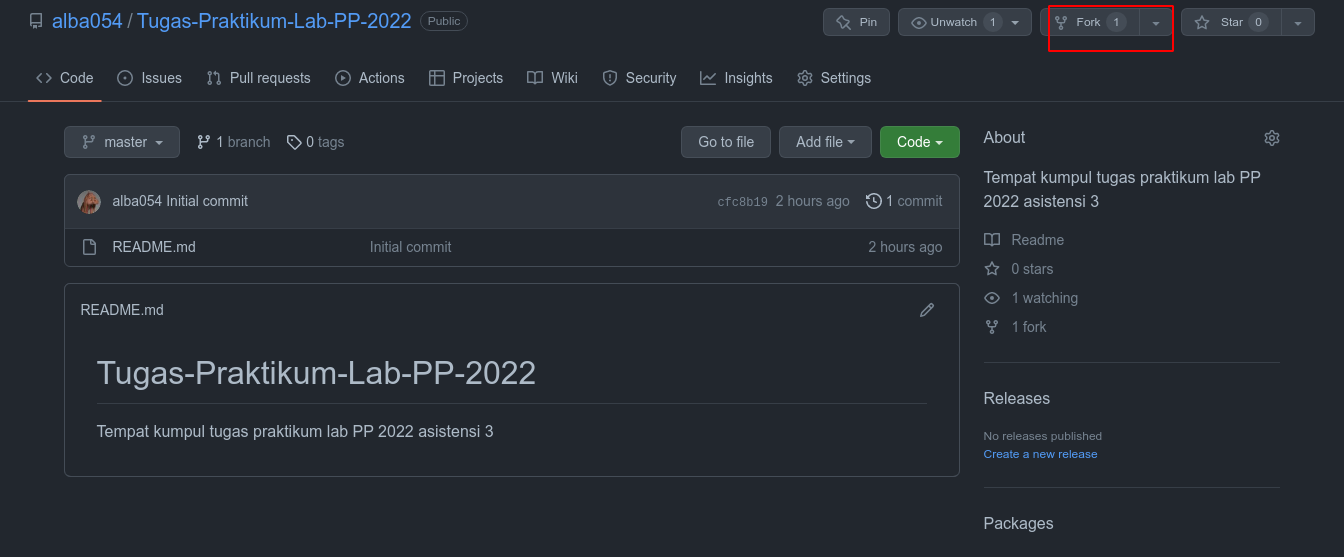 alba054 / Tugas-Praktikum-Lab-PP-2022 Public Pin Unwatch 1 Fork 1 Star 0
Code Issues Pull requests Actions Projects Wiki Security Insights Settings
master 1 branch 0 tags Go to file Add file Code
alba054 Initial commit cfc8b19 2 hours ago 1 commit
README.md Initial commit 2 hours ago
README.md
Tugas-Praktikum-Lab-PP-2022
Tempat kumpul tugas praktikum lab PP 2022 asistensi 3
About
Tempat kumpul tugas praktikum lab PP
2022 asistensi 3
Readme
0 stars
1 watching
1 fork
Releases
No releases published
Create a new release
Packages